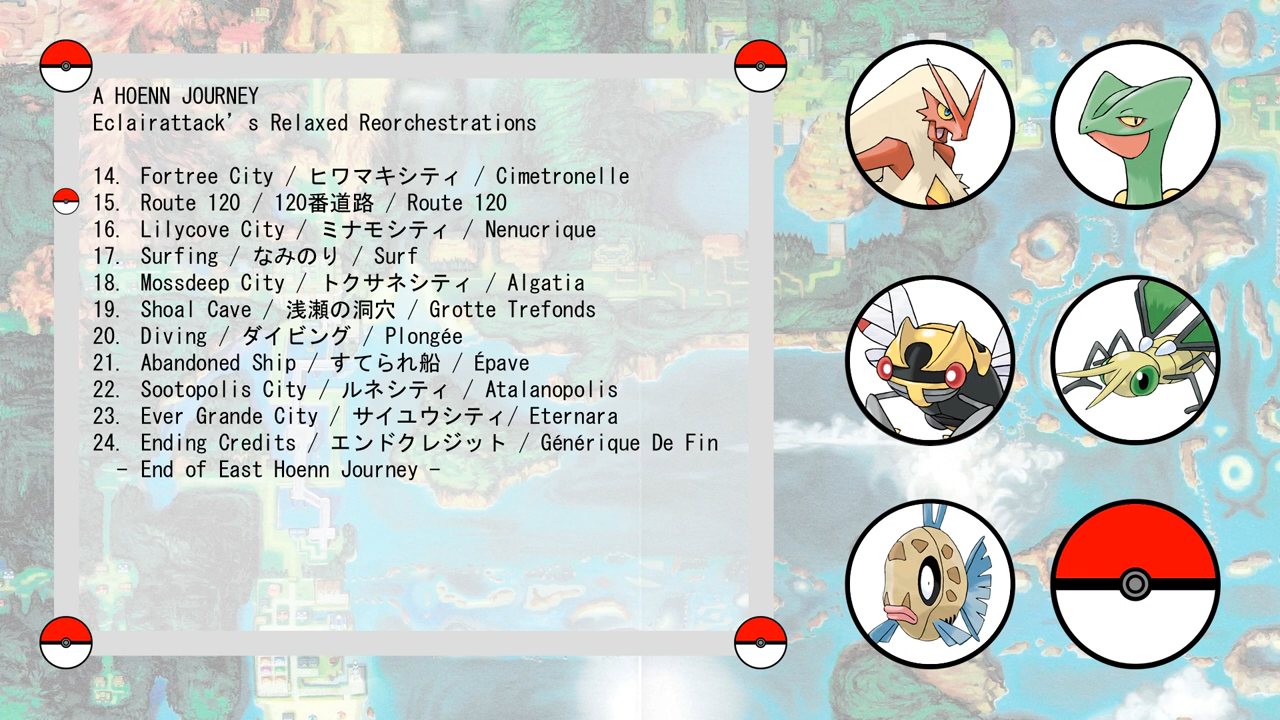 A HOENN JOURNEY
Eclairattack’s Relaxed Reorchestrations
14. Fortree City / ヒワマキシティ / Cimetronelle
15. Route 120 / 120番道路 / Route 120
16. Lilycove City / ミナモシティ / Nenucrique
17. Surfing / なみのり / Surf
18. Mossdeep City / トクサネシティ / Algatia
19. Shoal Cave / 浅瀬の洞穴 / Grotte Trefonds
20. Diving / ダイビング / Plongée
21. Abandoned Ship / すてられ船 / Épave
22. Sootopolis City / ルネシティ / Atalanopolis
23. Ever Grande City / サイユウシティ/ Eternara
24. Ending Credits / エンドクレジット / Générique De Fin
- End of East Hoenn Journey -